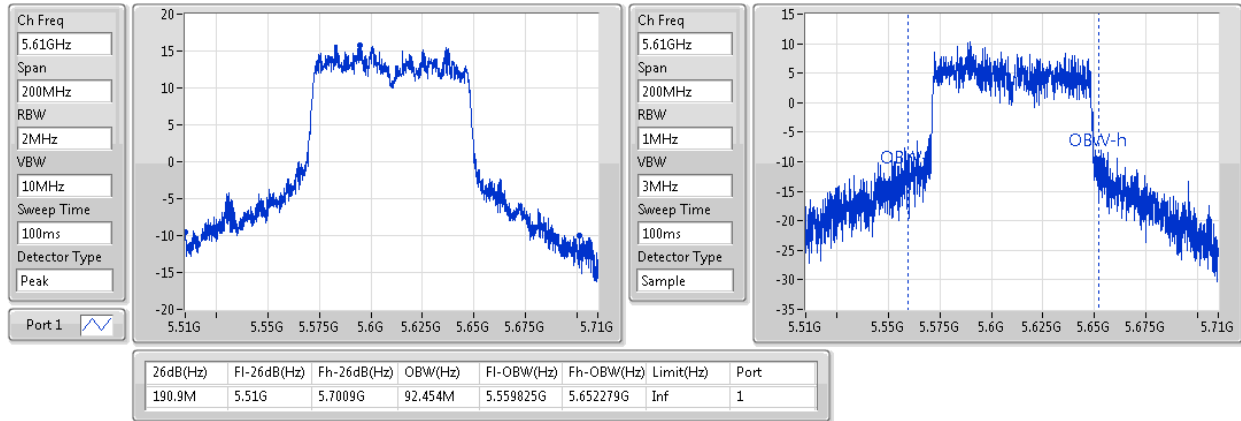 Ch Freq
5.61GHz
Span
200MHz
RBW
2MHz
VBW
10MHz
Sweep Time
100ms
Detector Type
Peak
Port 1
20
15
10
5
0
-5
-10
-15
-20
5.51G 5.55G 5.575G 5.6G 5.625G 5.65G 5.675G 5.71G
Ch Freq
5.61GHz
Span
200MHz
RBW
1MHz
VBW
3MHz
Sweep Time
100ms
Detector Type
Sample
15
10
5
0
-5
-10
-15
-20
-25
-30
-35
OBW-h
5.51G 5.55G 5.575G 5.6G 5.625G 5.65G 5.675G 5.71G
26dB(Hz) Fl-26dB(Hz) Fh-26dB(Hz) OBW(Hz) Fl-OBW(Hz) Fh-OBW(Hz) Limit(Hz) Port
190.9M 5.51G 5.7009G 92.454M 5.559825G 5.652279G Inf 1